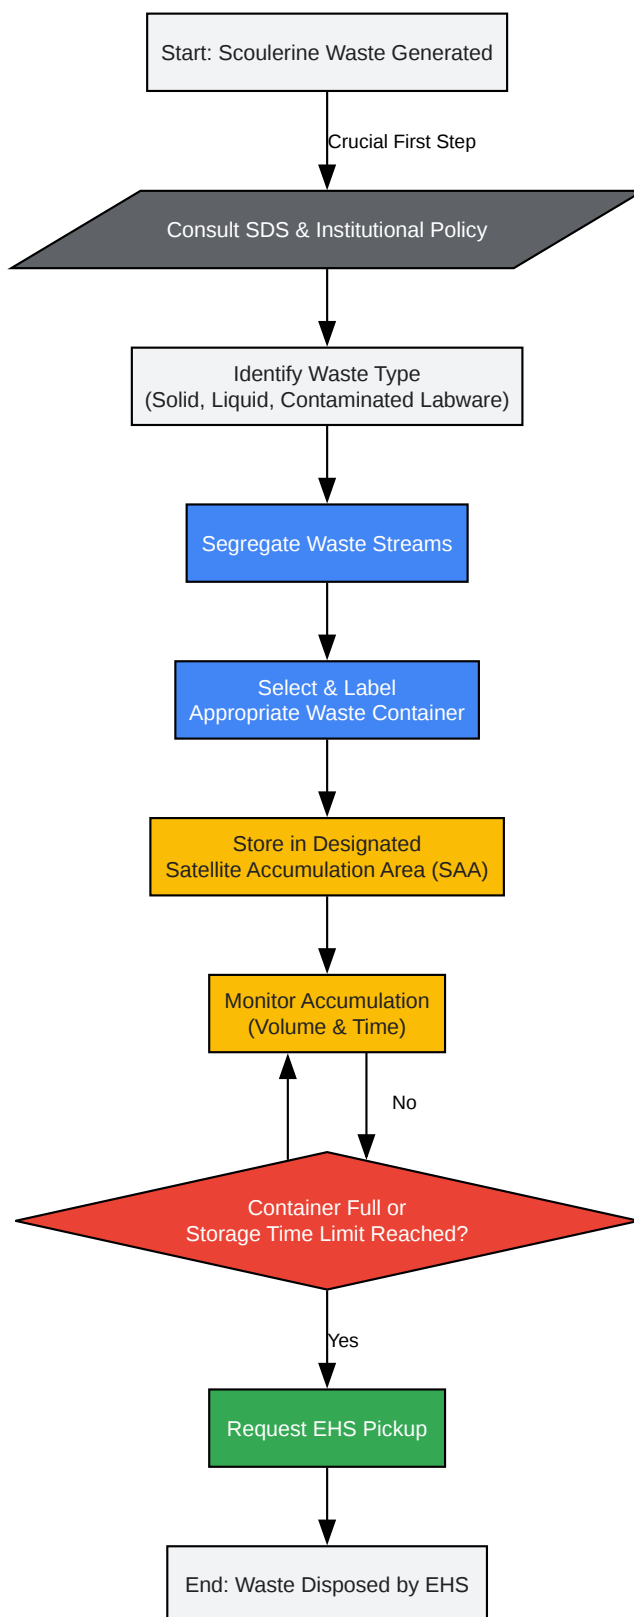 Start: Scoulerine Waste Generated
Crucial First Step
Consult SDS & Institutional Policy
Identify Waste Type
(Solid, Liquid, Contaminated Labware)
Segregate Waste Streams
Select & Label
Appropriate Waste Container
Store in Designated
Satellite Accumulation Area (SAA)
Monitor Accumulation
(Volume & Time)
No
Container Full or
Storage Time Limit Reached?
Yes
Request EHS Pickup
End: Waste Disposed by EHS